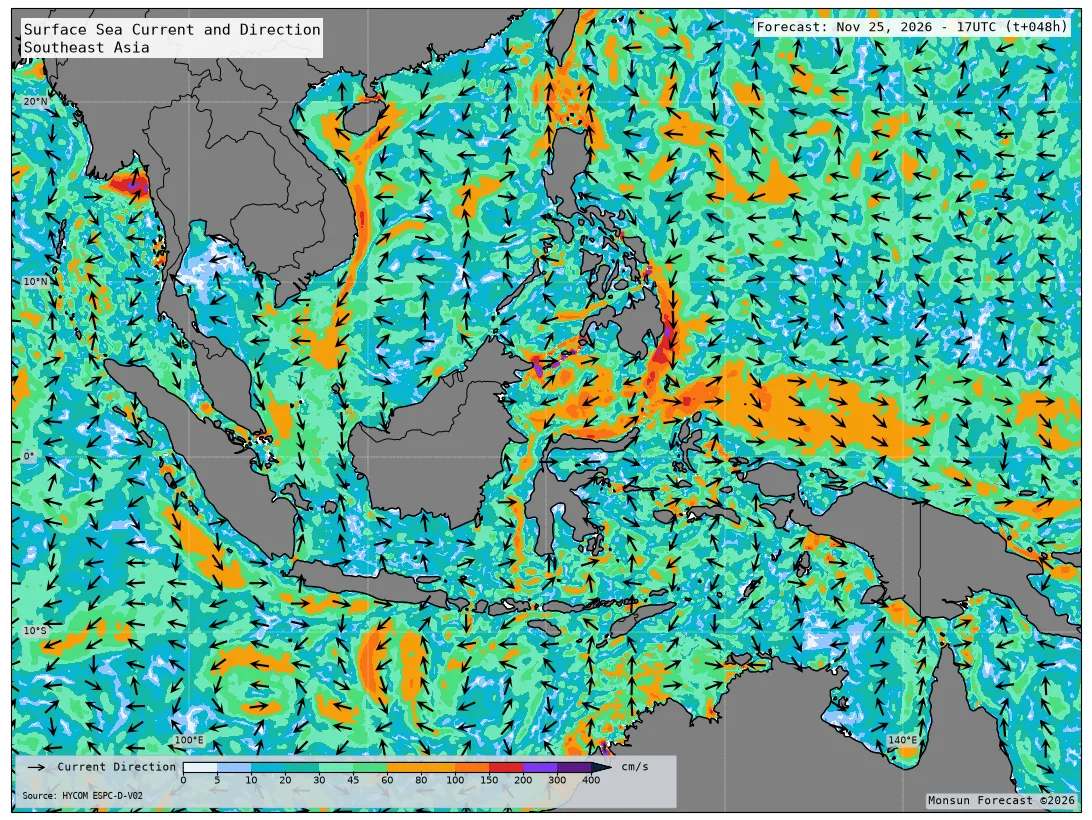 Surface Sea Current and Direction
Southeast Asia
Forecast: Nov 25, 2026 - 17UTC (t+048h)
20°N
10°N
0°
10°S
100°E
140°E
Current Direction
cm/s
0 5 10 20 30 45 60 80 100 150 200 300 400
Source: HYCOM ESPC-D-V02
Monsun Forecast ©2026